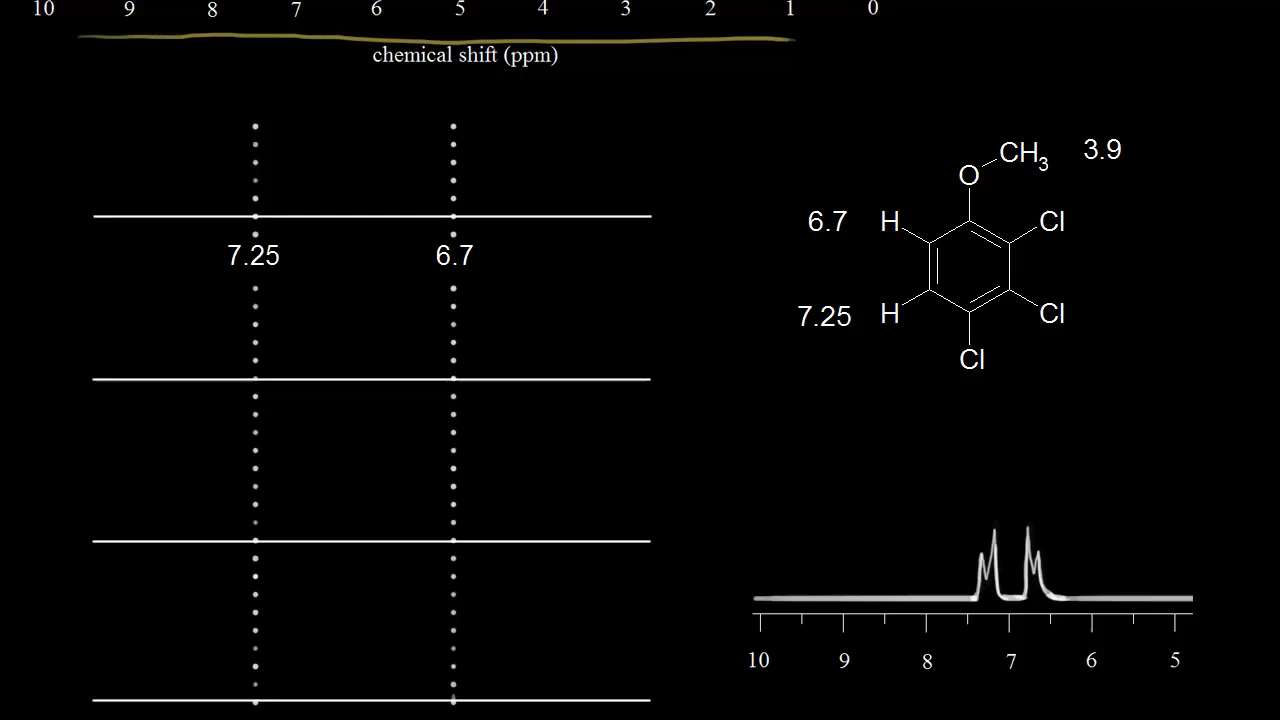 10 9 8 7 6 5 4 3 2 1 0
chemical shift (ppm)
CH3 3.9
O
6.7 H Cl
7.25 6.7
7.25 H Cl
Cl
10 9 8 7 6 5